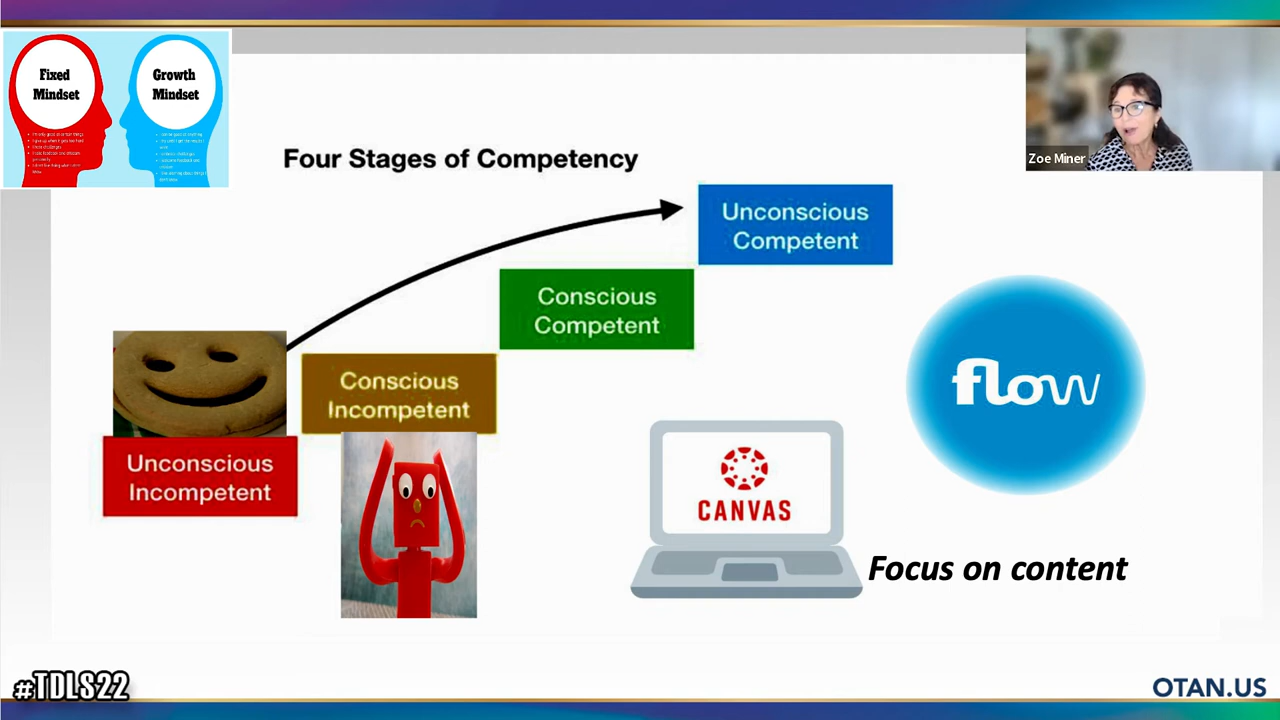 Fixed
Mindset
Growth
Mindset
Zoe Miner
Four Stages of Competency
Unconscious
Competent
Conscious
Competent
Conscious
Incompetent
Unconscious
Incompetent
flow
CANVAS
Focus on content
#TDLS22
OTAN.US